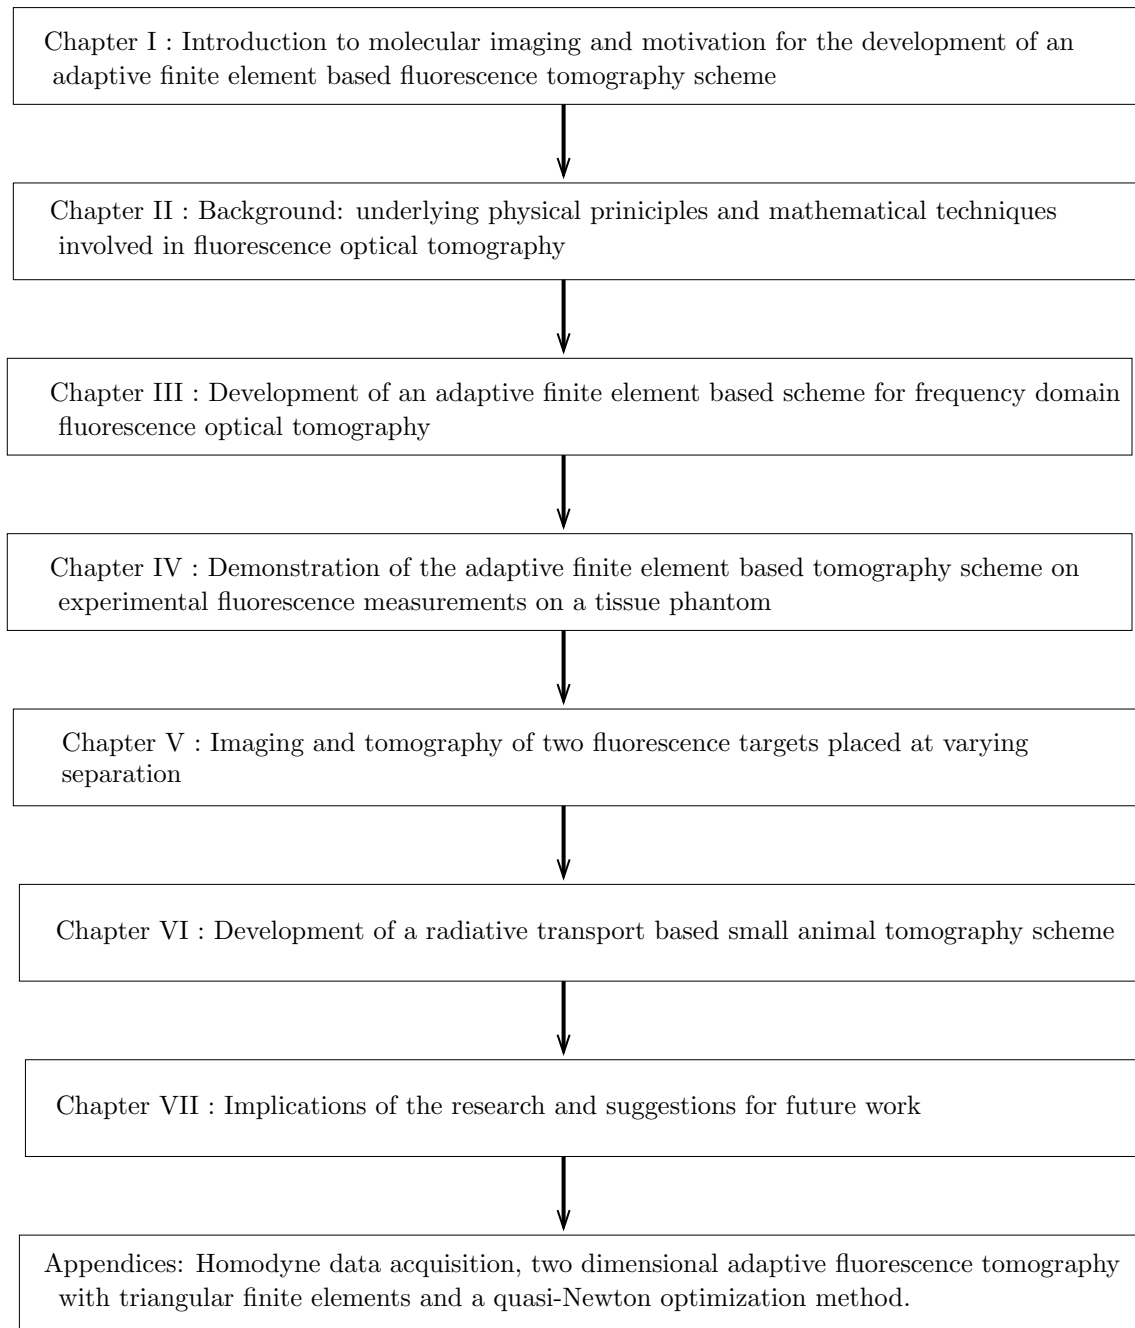 Chapter I : Introduction to molecular imaging and motivation for the development of an
adaptive finite element based fluorescence tomography scheme
Chapter II : Background: underlying physical priniciples and mathematical techniques
involved in fluorescence optical tomography
Chapter III : Development of an adaptive finite element based scheme for frequency domain
fluorescence optical tomography
Chapter IV : Demonstration of the adaptive finite element based tomography scheme on
experimental fluorescence measurements on a tissue phantom
Chapter V : Imaging and tomography of two fluorescence targets placed at varying
separation
Chapter VI : Development of a radiative transport based small animal tomography scheme
Chapter VII : Implications of the research and suggestions for future work
Appendices: Homodyne data acquisition, two dimensional adaptive fluorescence tomography
with triangular finite elements and a quasi-Newton optimization method.